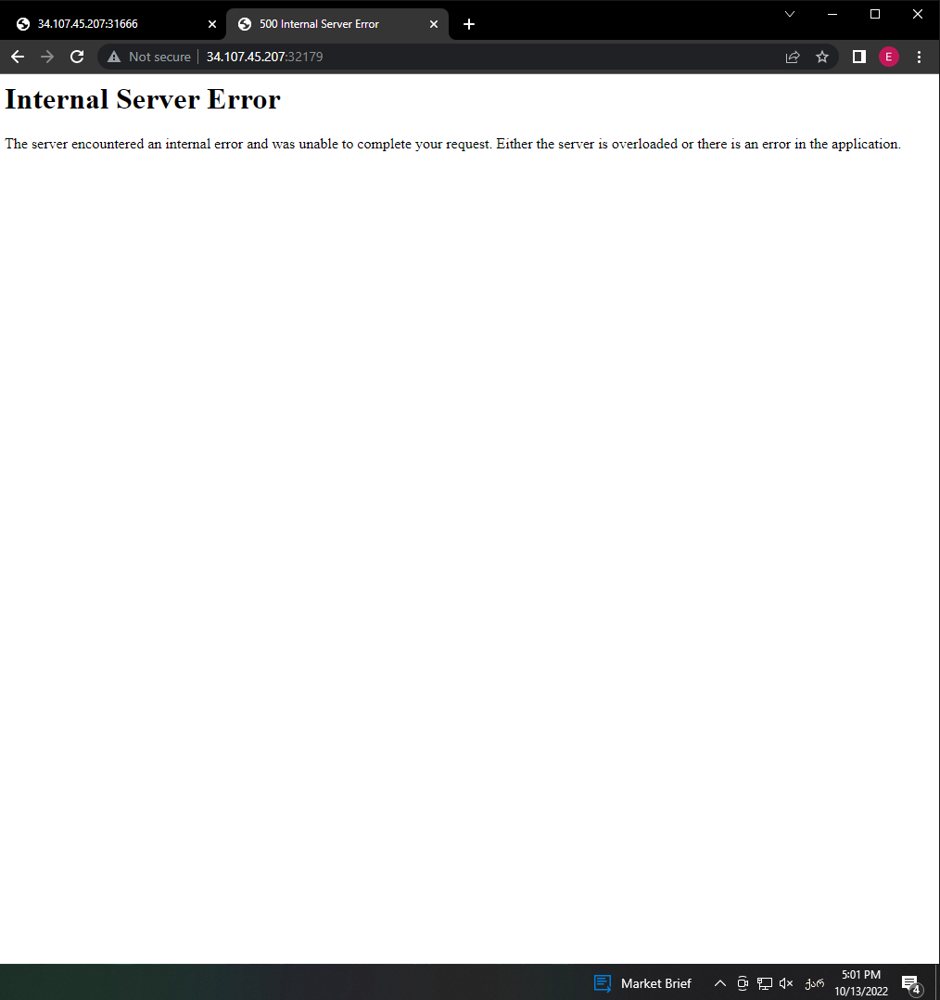 34.107.45.207:31666
500 Internal Server Error
Not secure
34.107.45.207:32179
E
Internal Server Error
The server encountered an internal error and was unable to complete your request. Either the server is overloaded or there is an error in the application.
Market Brief
ქარ
5:01 PM
10/13/2022
4